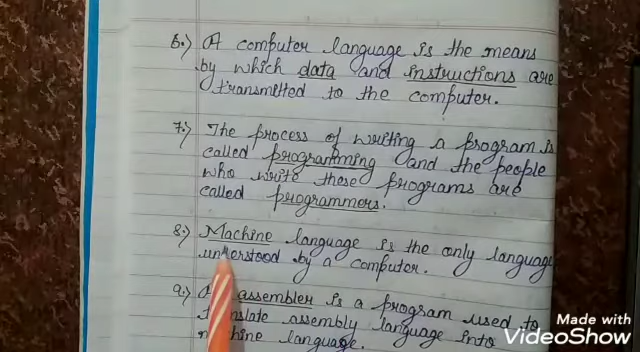 6.) A computer language is the means
by which data and instructions are
transmitted to the computer.
7.) The process of writing a program is
called programming and the people
who write these programs are
called programmers.
8.) Machine language is the only language
understood by a computer.
9.) A assembler is a program used to
translate assembly language into
machine language.
Made with
VideoShow